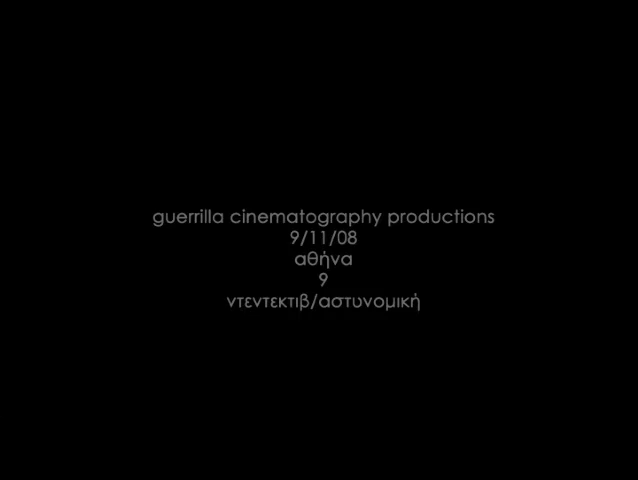 guerrilla cinematography productions
9/11/08
αθήνα
9
ντεντεκτιβ/αστυνομική